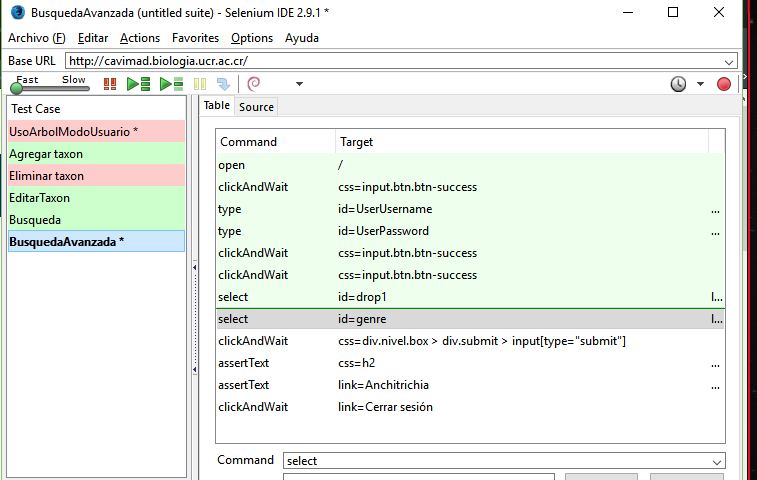 BusquedaAvanzada (untitled suite) - Selenium IDE 2.9.1 *
Archivo (F) Editar Actions Favorites Options Ayuda
Base URL http://cavimad.biologia.ucr.ac.cr/
Fast Slow
Test Case
UsoArbolModoUsuario *
Agregar taxon
Eliminar taxon
EditarTaxon
Busqueda
BusquedaAvanzada *
Table Source
Command Target
open /
clickAndWait css=input.btn.btn-success
type id=UserUsername ...
type id=UserPassword ...
clickAndWait css=input.btn.btn-success
clickAndWait css=input.btn.btn-success
select id=drop1 l...
select id=genre l...
clickAndWait css=div.nivel.box > div.submit > input[type="submit"]
assertText css=h2 ...
assertText link=Anchitrichia ...
clickAndWait link=Cerrar sesión
Command select